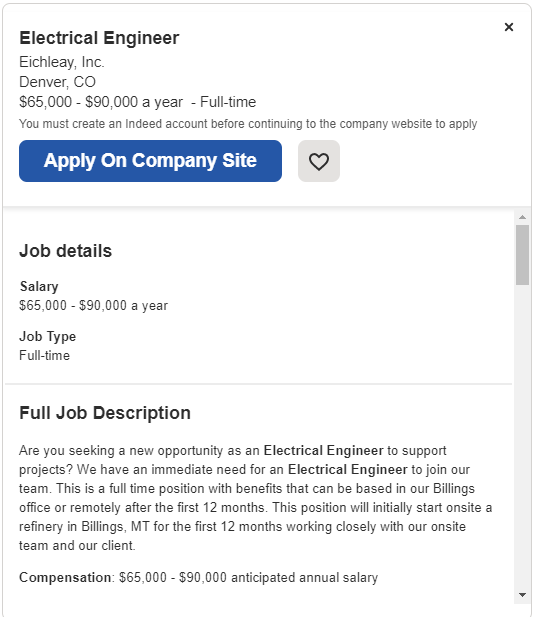 Electrical Engineer
Eichleay, Inc.
Denver, CO
$65,000 - $90,000 a year - Full-time
You must create an Indeed account before continuing to the company website to apply
Apply On Company Site
Job details
Salary
$65,000 - $90,000 a year
Job Type
Full-time
Full Job Description
Are you seeking a new opportunity as an Electrical Engineer to support
projects? We have an immediate need for an Electrical Engineer to join our
team. This is a full time position with benefits that can be based in our Billings
office or remotely after the first 12 months. This position will initially start onsite a
refinery in Billings, MT for the first 12 months working closely with our onsite
team and our client.
Compensation: $65,000 - $90,000 anticipated annual salary